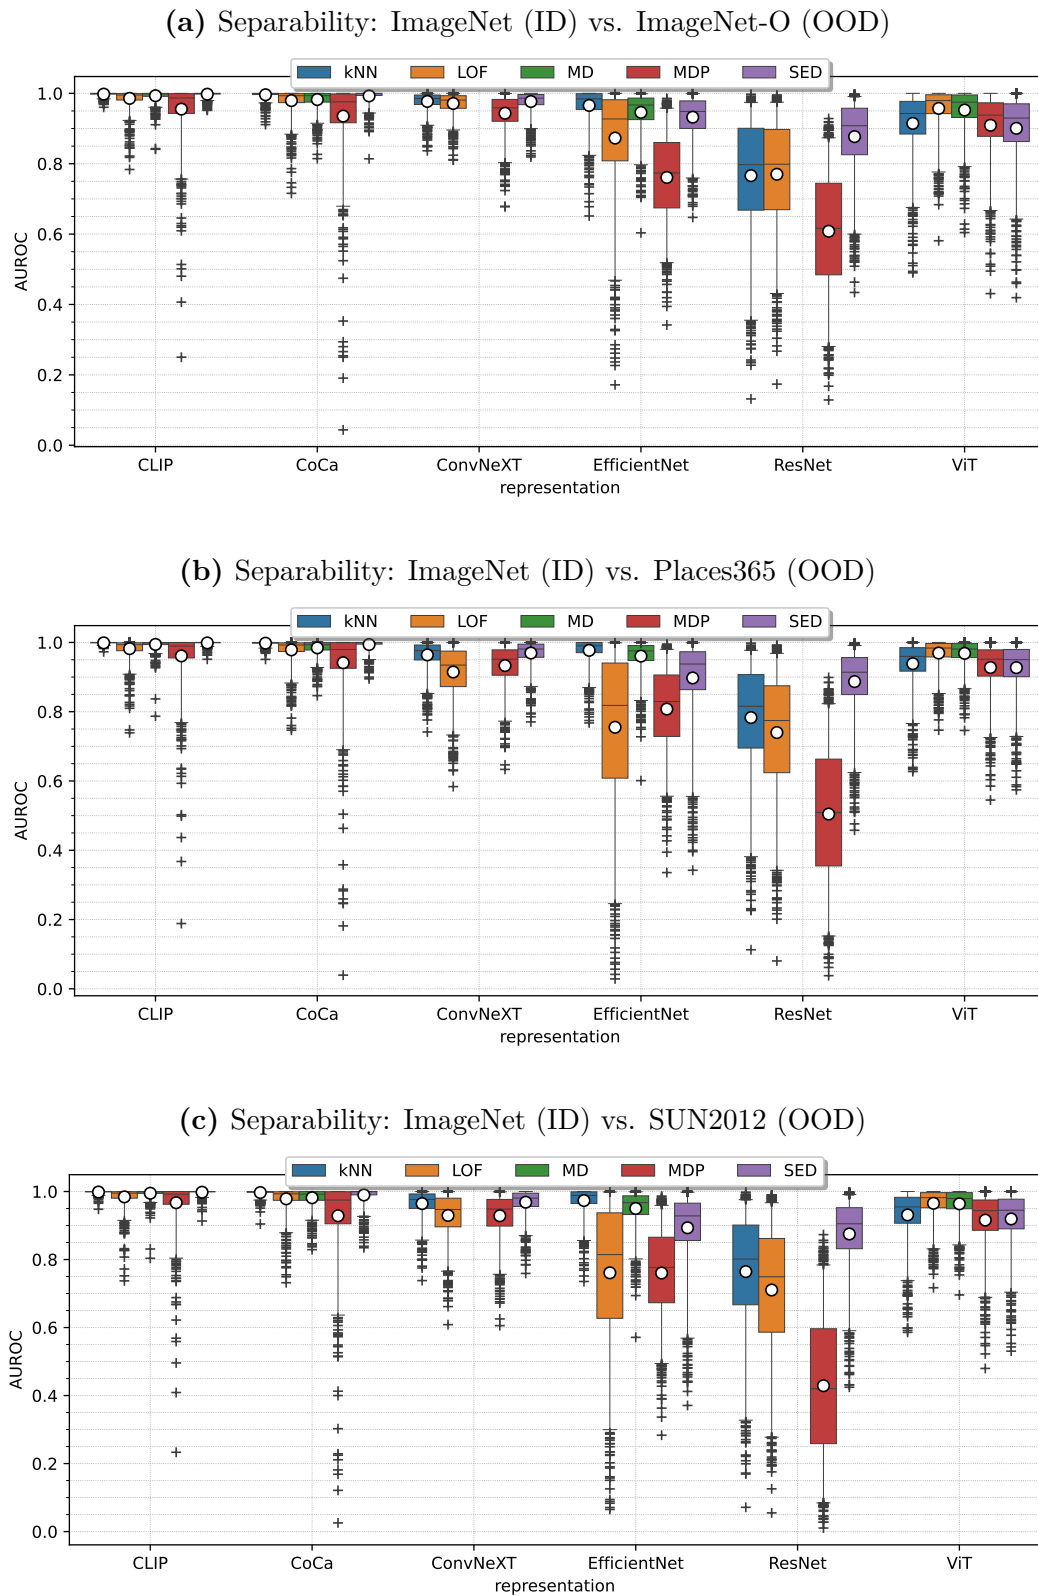 (a) Separability: ImageNet (ID) vs. ImageNet-O (OOD)
kNN LOF MD MDP SED
1.0
0.8
0.6
0.4
0.2
0.0
AUROC
CLIP CoCa ConvNeXT EfficientNet ResNet ViT
representation
(b) Separability: ImageNet (ID) vs. Places365 (OOD)
kNN LOF MD MDP SED
1.0
0.8
0.6
0.4
0.2
0.0
AUROC
CLIP CoCa ConvNeXT EfficientNet ResNet ViT
representation
(c) Separability: ImageNet (ID) vs. SUN2012 (OOD)
kNN LOF MD MDP SED
1.0
0.8
0.6
0.4
0.2
0.0
AUROC
CLIP CoCa ConvNeXT EfficientNet ResNet ViT
representation